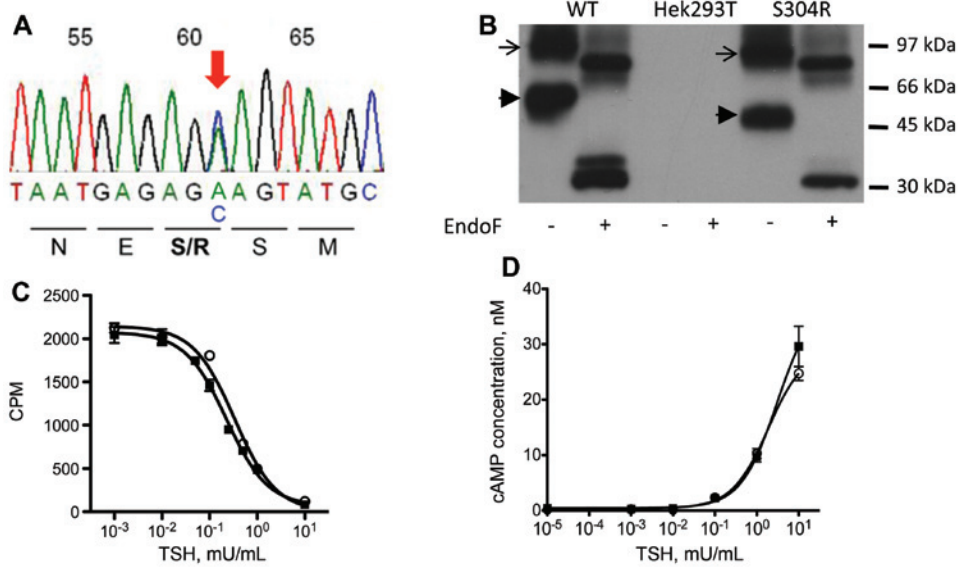 A
55 60 65
TAATGAGAGAAGTATGC
C
N E S/R S M
B
WT Hek293T S304R
97 kDa
66 kDa
45 kDa
30 kDa
EndoF - + - + - +
C
CPM
2500
2000
1500
1000
500
0
10-3 10-2 10-1 100 101
TSH, mU/mL
D
cAMP concentration, nM
40
30
20
10
0
10-5 10-4 10-3 10-2 10-1 100 101
TSH, mU/mL